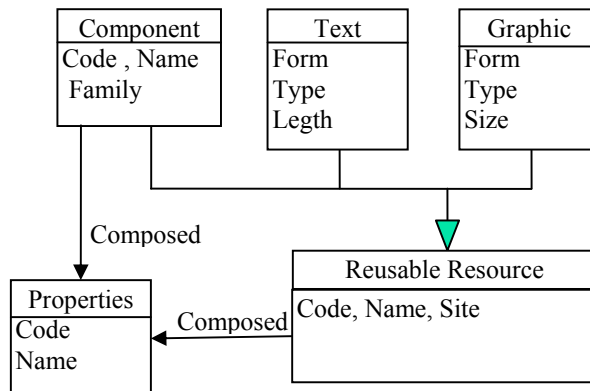 Component
Code , Name
Family
Text
Form
Type
Legth
Graphic
Form
Type
Size
Composed
Properties
Code
Name
Composed
Reusable Resource
Code, Name, Site